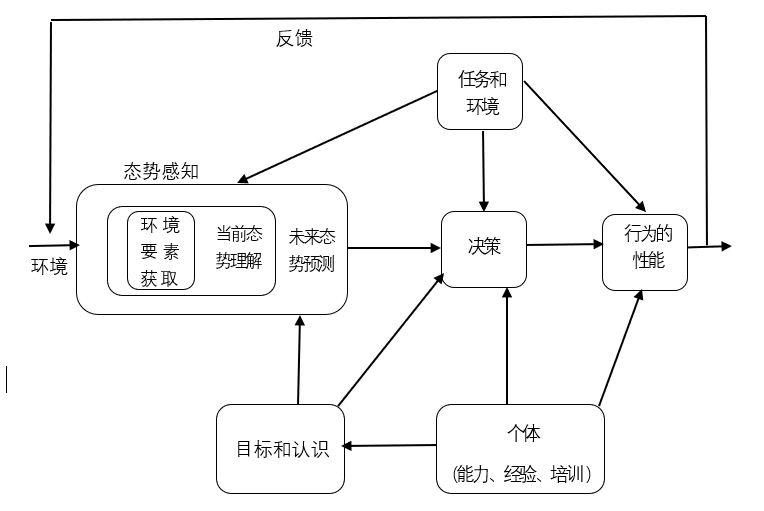 反馈
任务和
环境
态势感知
环境
要素
获取
当前态
势理解
未来态
势预测
决策
行为的
性能
环境
目标和认识
个体
（能力、经验、培训）